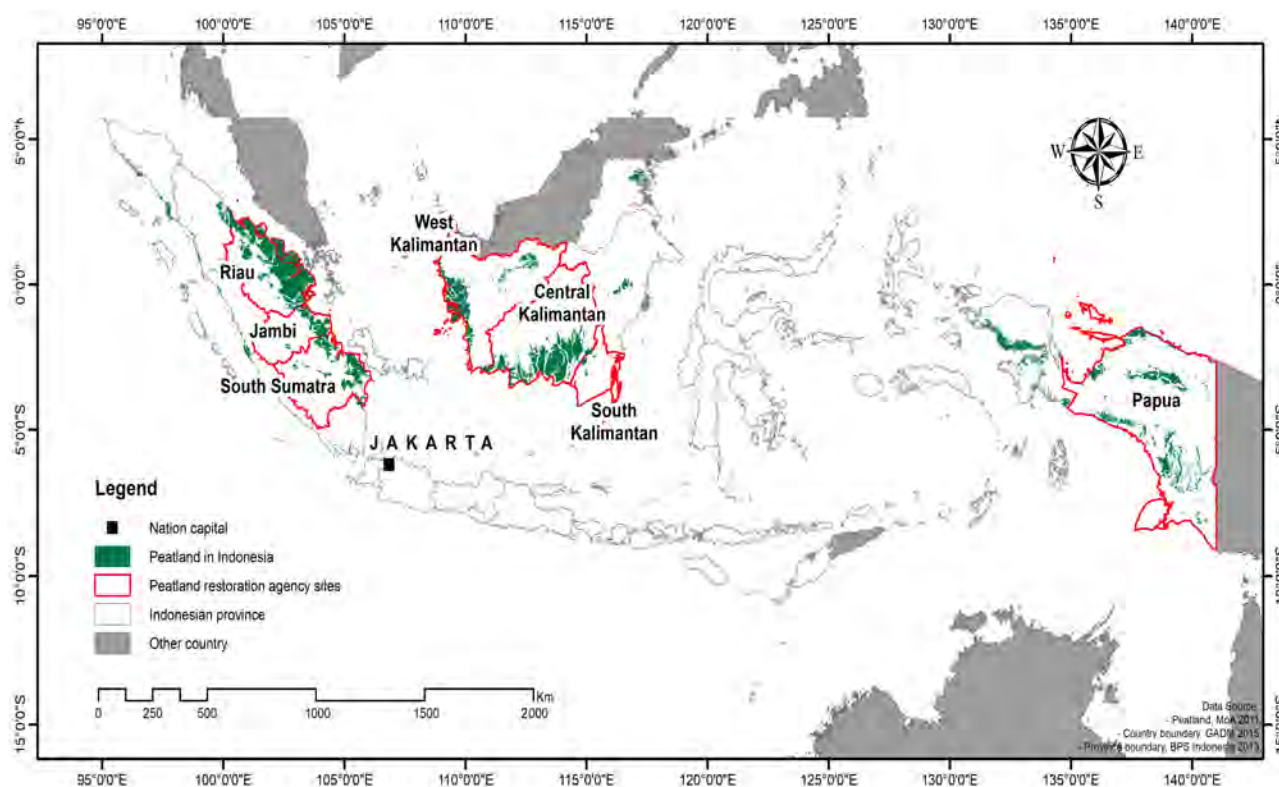 95°0'0"E 100°0'0"E 105°0'0"E 110°0'0"E 115°0'0"E 120°0'0"E 125°0'0"E 130°0'0"E 135°0'0"E 140°0'0"E
5°0'0"N
0°0'0"
5°0'0"S
10°0'0"S
15°0'0"S
W E
S
West
Kalimantan
Riau
Central
Kalimantan
Jambi
South Sumatra
Papua
South
Kalimantan
JAKARTA
Legend
Nation capital
Peatland in Indonesia
Peatland restoration agency sites
Indonesian province
Other country
Km
0 250 500 1000 1500 2000
Data Source:
- Peatland, MoA 2011
- Country boundary, GADM 2015
- Province boundary, BPS Indonesia 2013
95°0'0"E 100°0'0"E 105°0'0"E 110°0'0"E 115°0'0"E 120°0'0"E 125°0'0"E 130°0'0"E 135°0'0"E 140°0'0"E